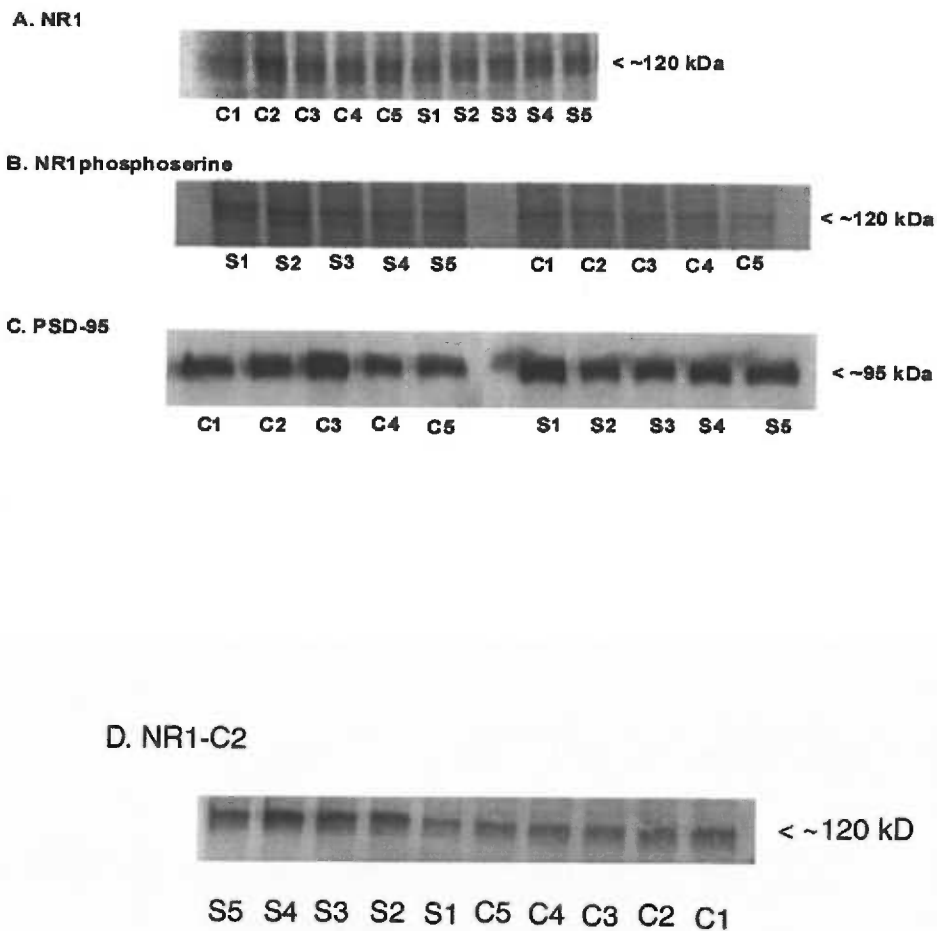 A. NR1
< ~120 kDa
C1 C2 C3 C4 C5 S1 S2 S3 S4 S5
B. NR1phosphoserine
< ~120 kDa
S1 S2 S3 S4 S5 C1 C2 C3 C4 C5
C. PSD-95
< ~95 kDa
C1 C2 C3 C4 C5 S1 S2 S3 S4 S5
D. NR1-C2
< ~120 kD
S5 S4 S3 S2 S1 C5 C4 C3 C2 C1